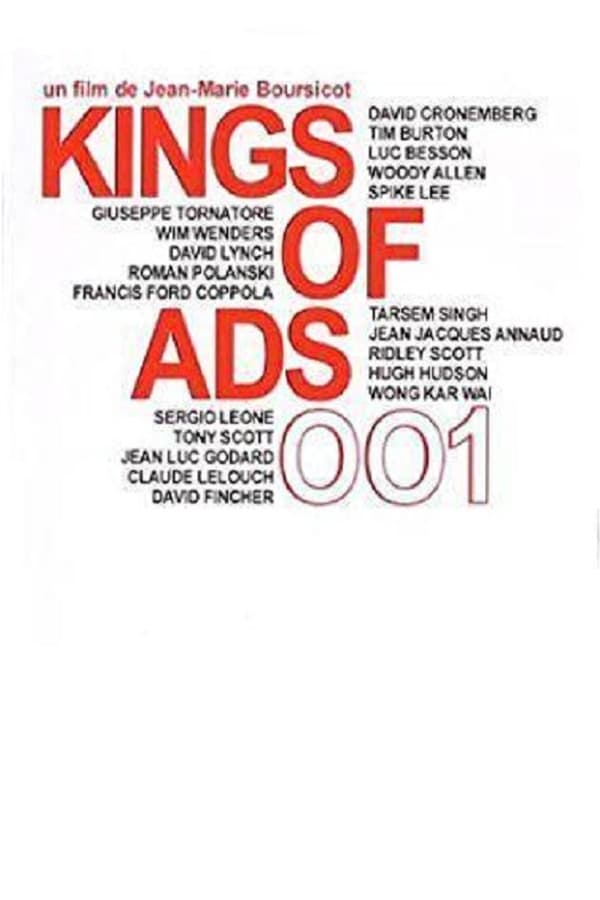 un film de Jean-Marie Boursicot
KINGS
DAVID CRONEMBERG
TIM BURTON
LUC BESSON
WOODY ALLEN
SPIKE LEE
GIUSEPPE TORNATORE
WIM WENDERS
DAVID LYNCH
ROMAN POLANSKI
FRANCIS FORD COPPOLA
OF
ADS
TARSEM SINGH
JEAN JACQUES ANNAUD
RIDLEY SCOTT
HUGH HUDSON
WONG KAR WAI
SERGIO LEONE
TONY SCOTT
JEAN LUC GODARD
CLAUDE LELOUCH
DAVID FINCHER
001